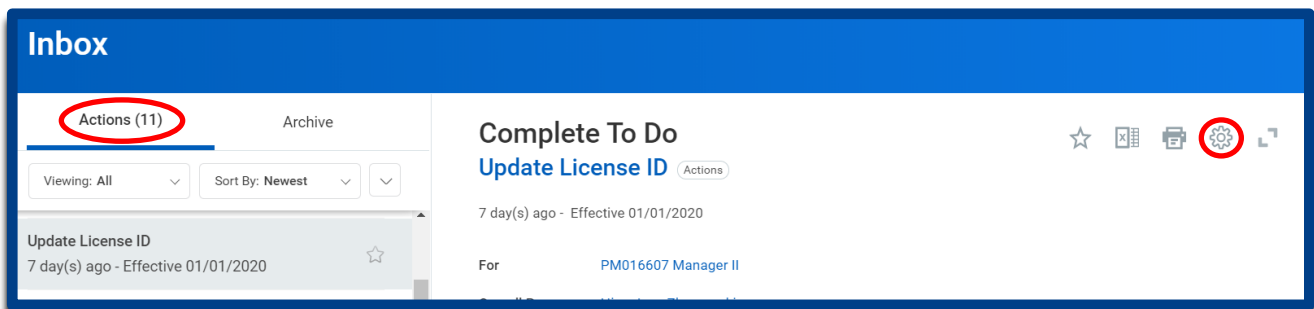 Inbox
Actions (11)
Archive
Viewing: All
Sort By: Newest
Update License ID
7 day(s) ago - Effective 01/01/2020
Complete To Do
Update License ID Actions
7 day(s) ago - Effective 01/01/2020
For PM016607 Manager II